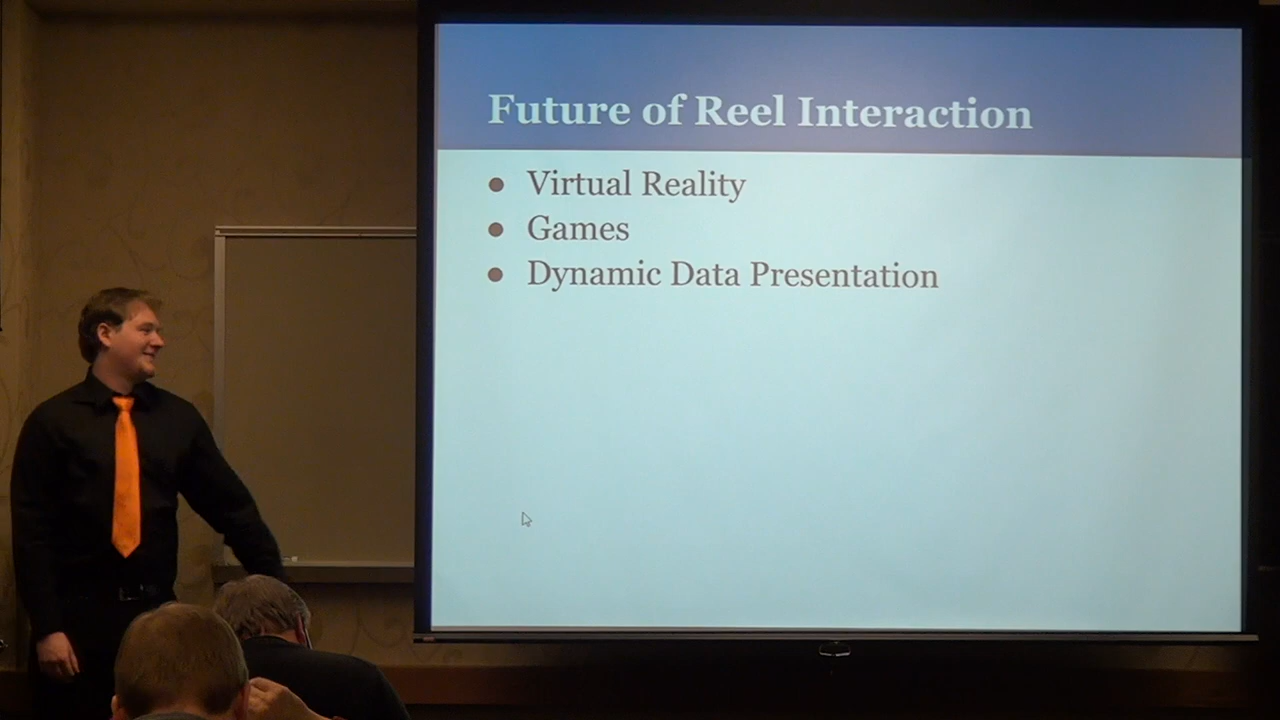 Future of Reel Interaction
Virtual Reality
Games
Dynamic Data Presentation